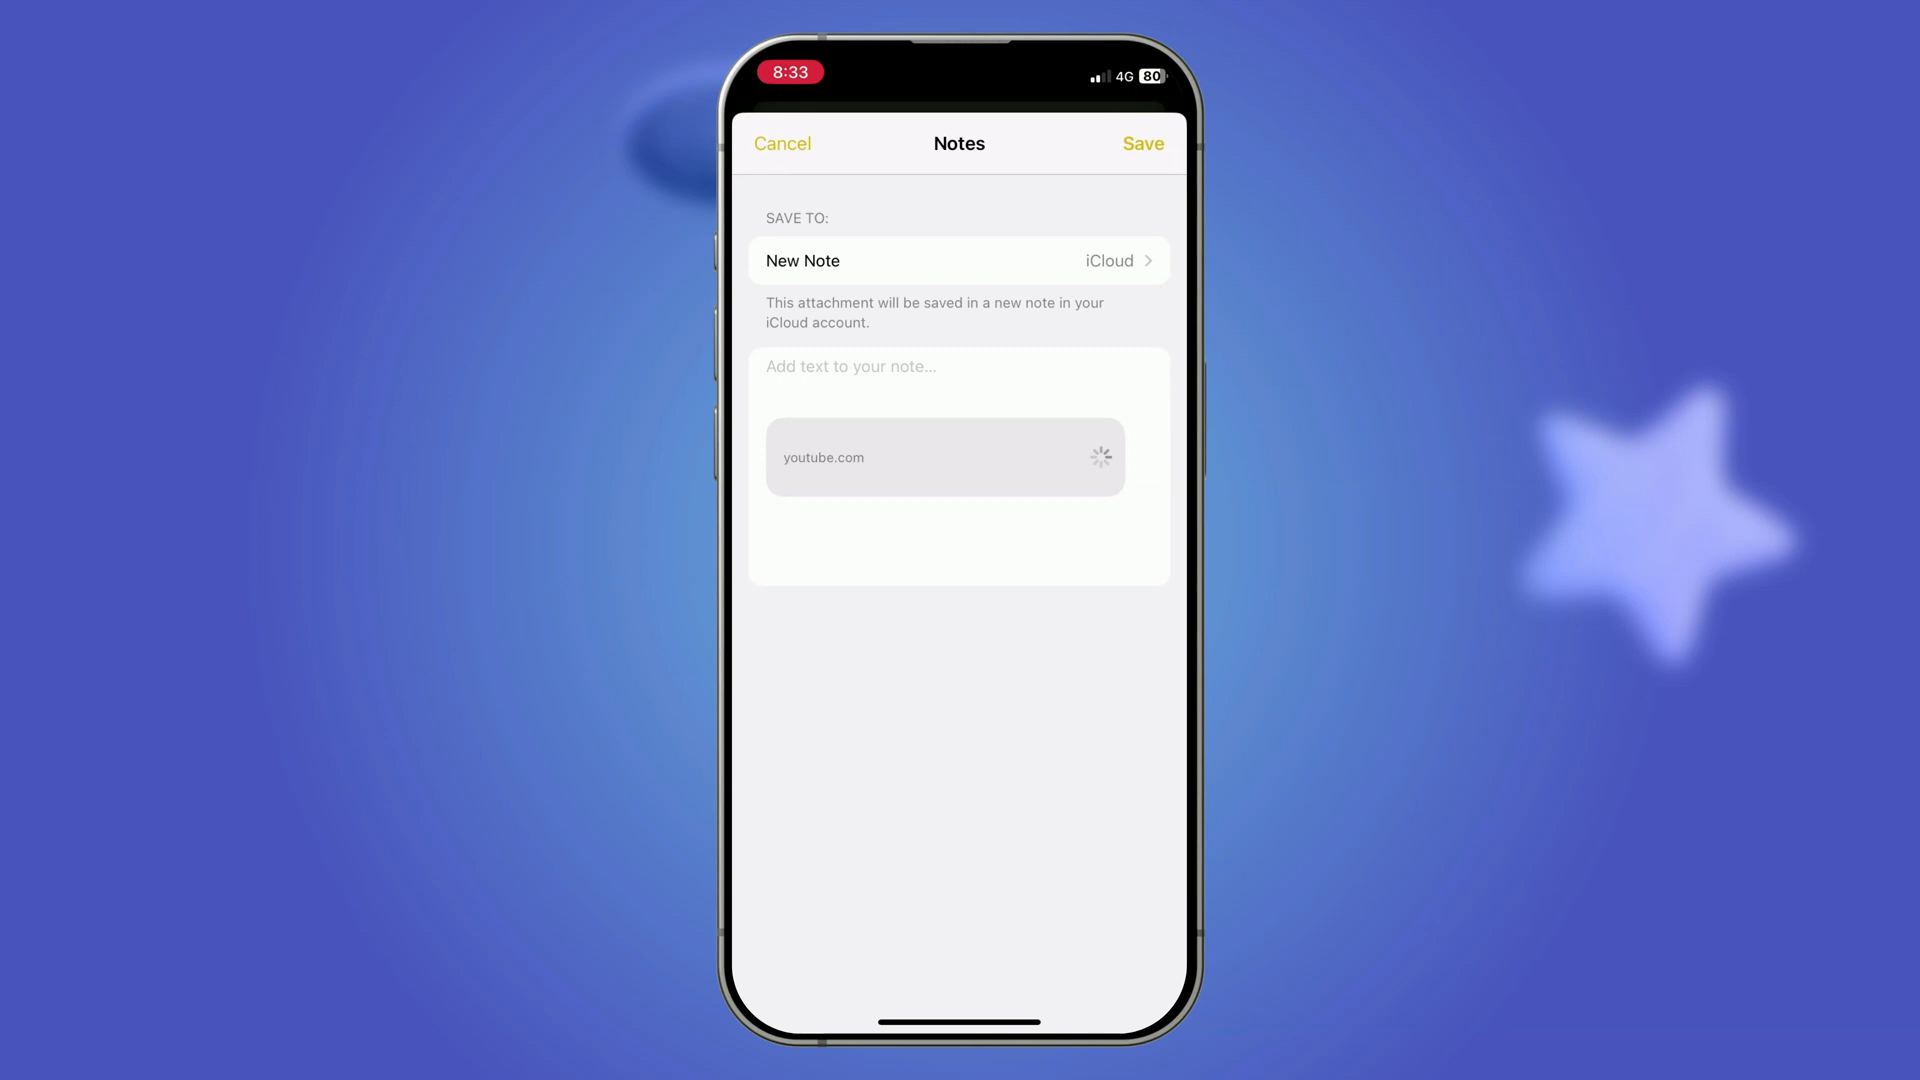 8:33
4G 80
Cancel
Notes
Save
SAVE TO:
New Note
iCloud
This attachment will be saved in a new note in your
iCloud account.
Add text to your note...
youtube.com